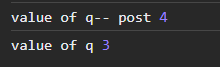 value of q-- post 4
value of q 3